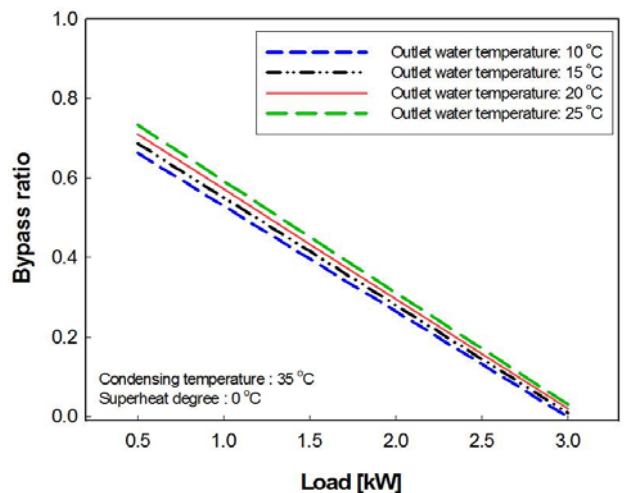 1.0
0.8
0.6
0.4
0.2
0.0
Bypass ratio
Outlet water temperature: 10 °C
Outlet water temperature: 15 °C
Outlet water temperature: 20 °C
Outlet water temperature: 25 °C
Condensing temperature : 35 °C
Superheat degree : 0 °C
0.5 1.0 1.5 2.0 2.5 3.0
Load [kW]